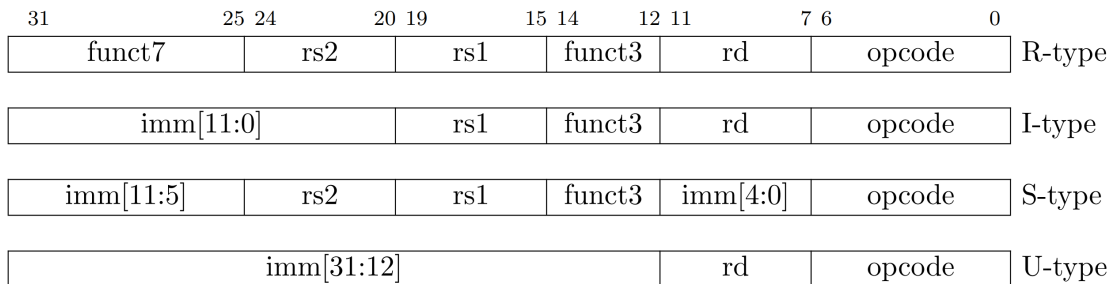 31 25 24 20 19 15 14 12 11 7 6 0
funct7 rs2 rs1 funct3 rd opcode R-type
imm[11:0] rs1 funct3 rd opcode I-type
imm[11:5] rs2 rs1 funct3 imm[4:0] opcode S-type
imm[31:12] rd opcode U-type